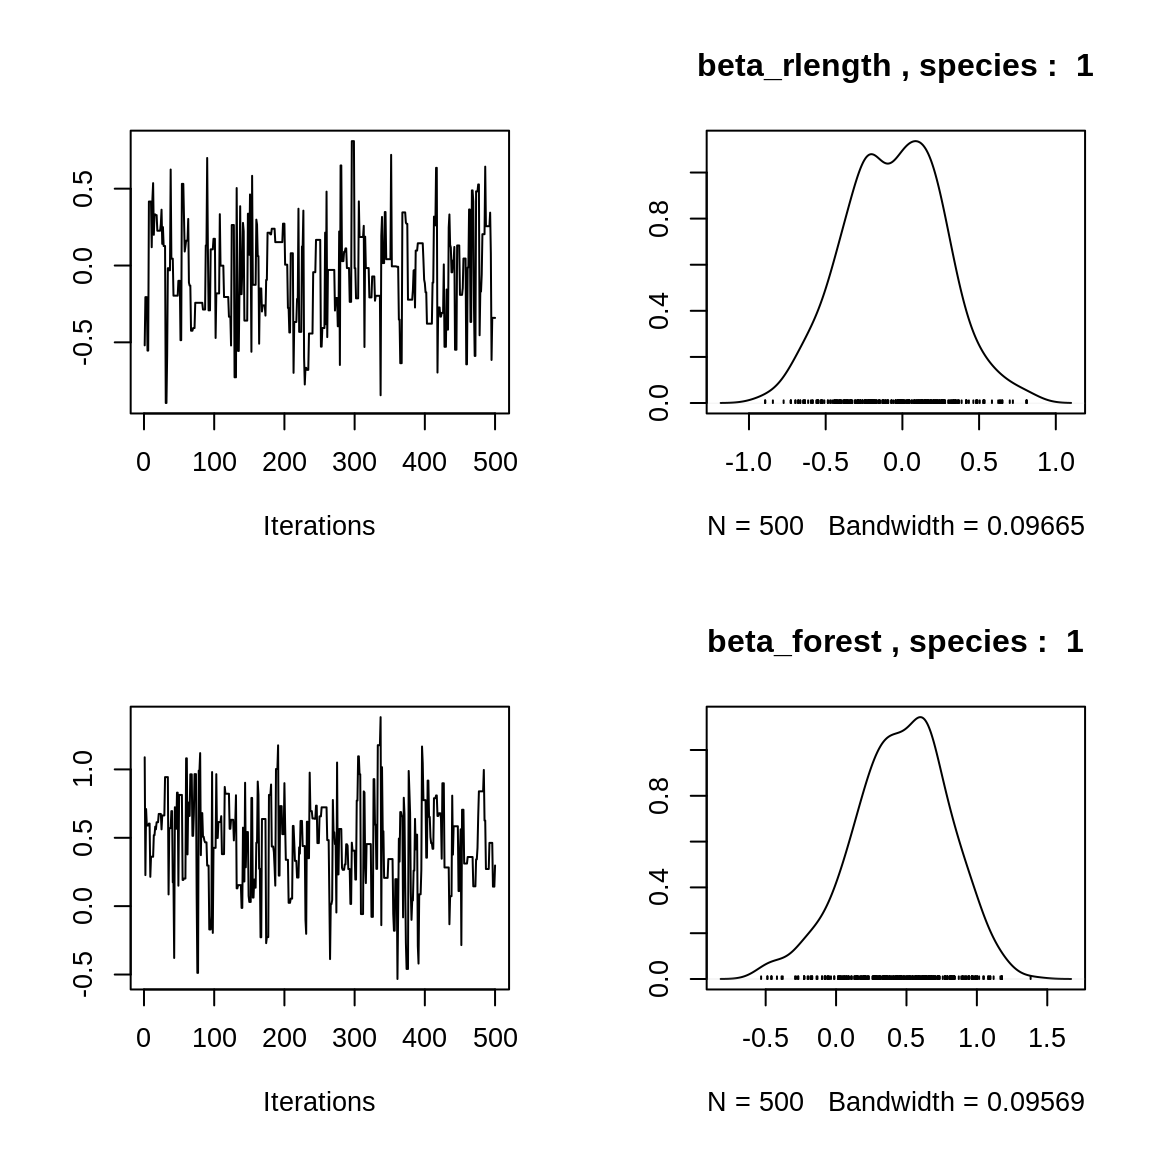 beta_rlength , species :  1
0.5
0.0
-0.5
0 100 200 300 400 500
Iterations
0.8
0.4
0.0
-1.0 -0.5 0.0 0.5 1.0
N = 500   Bandwidth = 0.09665
beta_forest , species :  1
1.0
0.5
0.0
-0.5
0 100 200 300 400 500
Iterations
0.8
0.4
0.0
-0.5 0.0 0.5 1.0 1.5
N = 500   Bandwidth = 0.09569